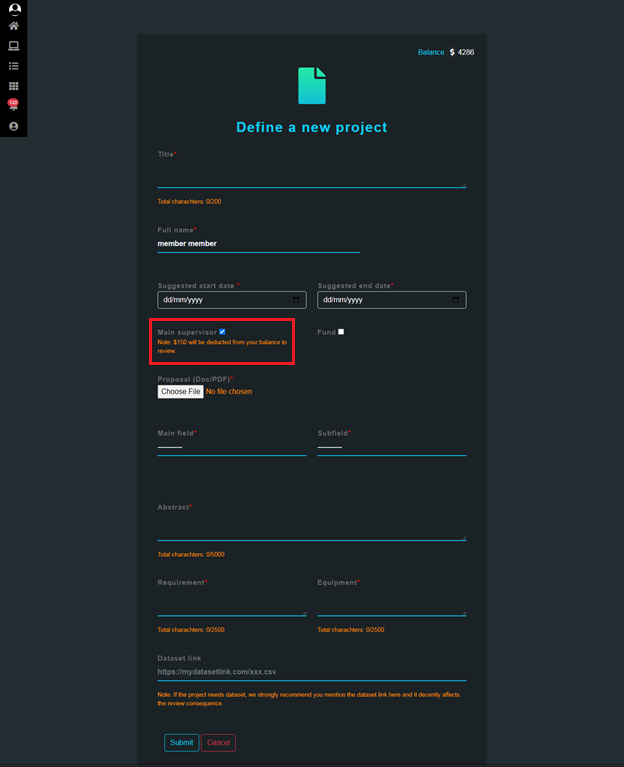 120
Balance $ 4286
Define a new project
Title*
Total charachters: 0/200
Full name*
member member
Suggested start date *
Suggested end date*
dd/mm/yyyy
dd/mm/yyyy
Main supervisor
Fund
Note: $150 will be deducted from your balance to
review.
Proposal (Doc/PDF)*
Choose File No file chosen
Main field*
Subfield*
----------
----------
Abstract*
Total charachters: 0/5000
Requirement*
Equipment*
Total charachters: 0/2500
Total charachters: 0/2500
Dataset link
https://mydatasetlink.com/xxx.csv
Note: If the project needs dataset, we strongly recommend you mention the dataset link here and it decently affects
the review consequence.
Submit
Cancel